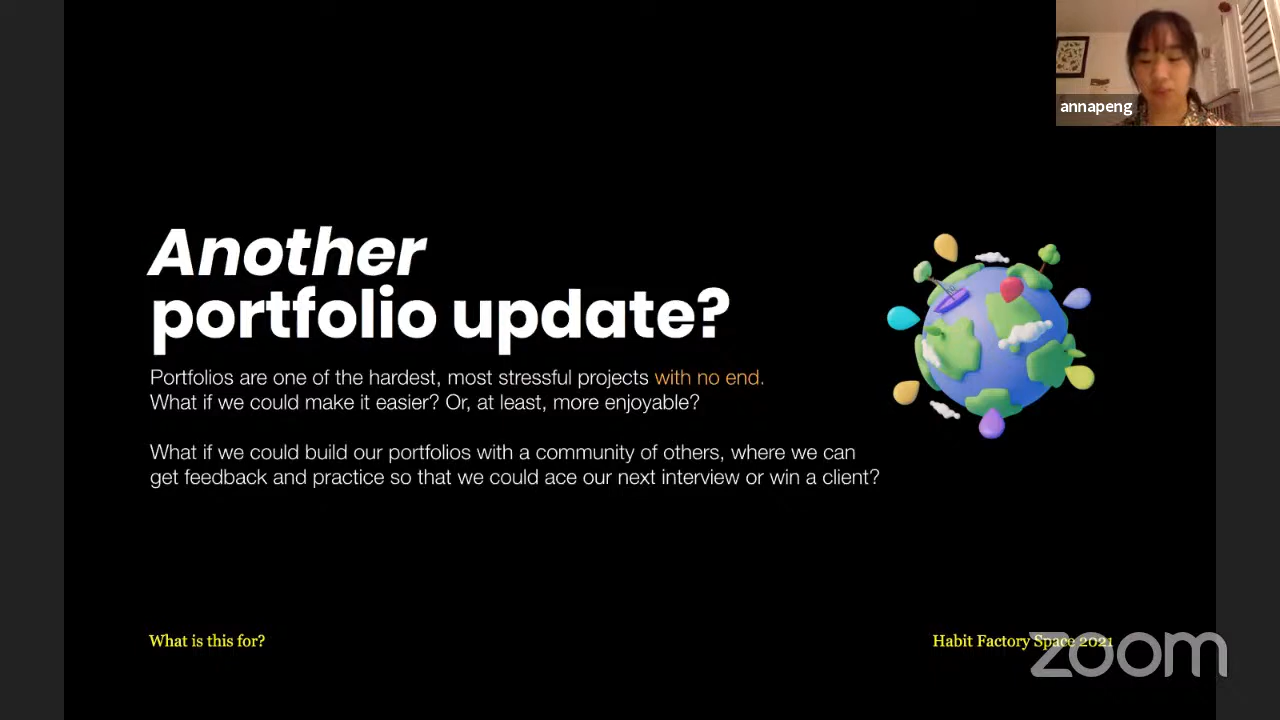 annapeng
Another
portfolio update?
Portfolios are one of the hardest, most stressful projects with no end.
What if we could make it easier? Or, at least, more enjoyable?
What if we could build our portfolios with a community of others, where we can
get feedback and practice so that we could ace our next interview or win a client?
What is this for?
Habit Factory Space 2021
zoom